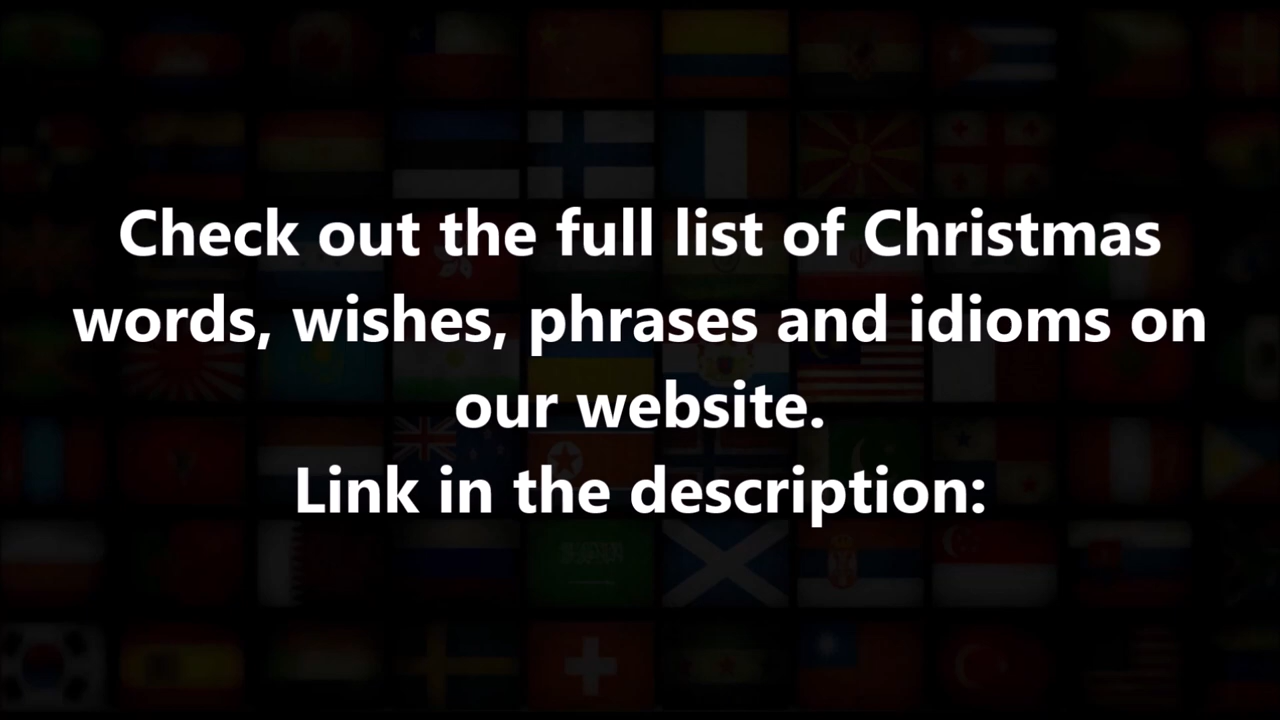 Check out the full list of Christmas
words, wishes, phrases and idioms on
our website.
Link in the description: